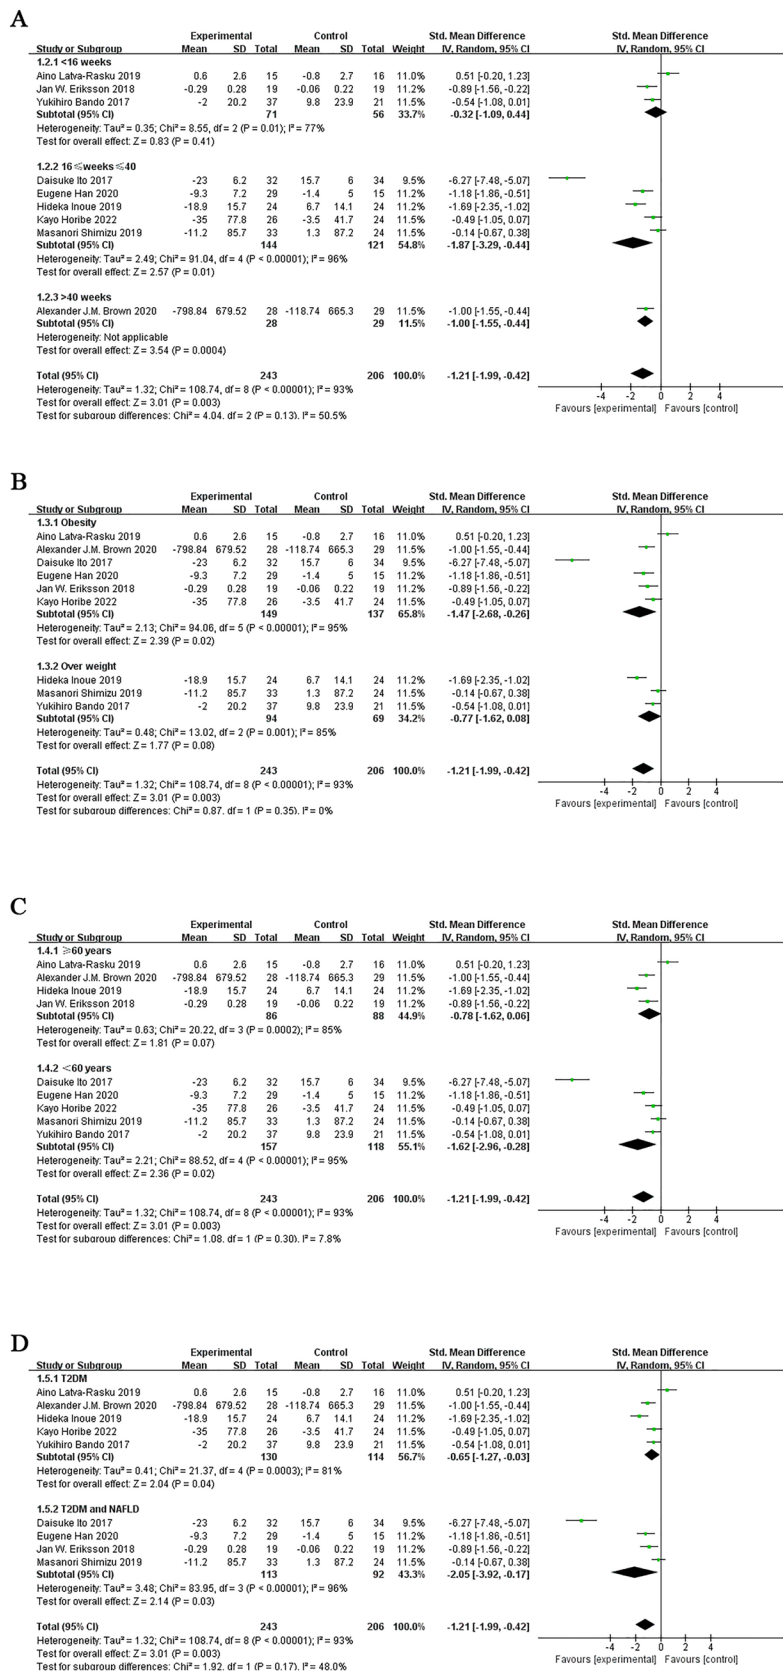 A
Experimental Control Std. Mean Difference Std. Mean Difference
Study or Subgroup Mean SD Total Mean SD Total Weight IV, Random, 95% CI IV, Random, 95% CI
1.2.1 <16 weeks
Aino Latva-Rasku 2019 0.6 2.6 15 -0.8 2.7 16 11.0% 0.51 [-0.20, 1.23]
Jan W. Eriksson 2018 -0.29 0.28 19 -0.06 0.22 19 11.2% -0.89 [-1.56, -0.22]
Yukihiro Bando 2017 -2 20.2 37 9.8 23.9 21 11.5% -0.54 [-1.08, 0.01]
Subtotal (95% CI) 71 56 33.7% -0.32 [-1.09, 0.44]
Heterogeneity: Tau² = 0.35; Chi² = 8.55, df = 2 (P = 0.01); I² = 77%
Test for overall effect: Z = 0.83 (P = 0.41)
1.2.2 16≤weeks≤40
Daisuke Ito 2017 -23 6.2 32 15.7 6 34 9.5% -6.27 [-7.48, -5.07]
Eugene Han 2020 -9.3 7.2 29 -1.4 5 15 11.2% -1.18 [-1.86, -0.51]
Hideka Inoue 2019 -18.9 15.7 24 6.7 14.1 24 11.2% -1.69 [-2.35, -1.02]
Kayo Horibe 2022 -35 77.8 26 -3.5 41.7 24 11.4% -0.49 [-1.05, 0.07]
Masanori Shimizu 2019 -11.2 85.7 33 1.3 87.2 24 11.5% -0.14 [-0.67, 0.38]
Subtotal (95% CI) 144 121 54.8% -1.87 [-3.29, -0.44]
Heterogeneity: Tau² = 2.49; Chi² = 91.04, df = 4 (P < 0.00001); I² = 96%
Test for overall effect: Z = 2.57 (P = 0.01)
1.2.3 >40 weeks
Alexander J.M. Brown 2020 -798.84 679.52 28 -118.74 665.3 29 11.5% -1.00 [-1.55, -0.44]
Subtotal (95% CI) 28 29 11.5% -1.00 [-1.55, -0.44]
Heterogeneity: Not applicable
Test for overall effect: Z = 3.54 (P = 0.0004)
Total (95% CI) 243 206 100.0% -1.21 [-1.99, -0.42]
Heterogeneity: Tau² = 1.32; Chi² = 108.74, df = 8 (P < 0.00001); I² = 93%
Test for overall effect: Z = 3.01 (P = 0.003)
Test for subgroup differences: Chi² = 4.04, df = 2 (P = 0.13), I² = 50.5%
-4 -2 0 2 4
Favours [experimental] Favours [control]
B
Experimental Control Std. Mean Difference Std. Mean Difference
Study or Subgroup Mean SD Total Mean SD Total Weight IV, Random, 95% CI IV, Random, 95% CI
1.3.1 Obesity
Aino Latva-Rasku 2019 0.6 2.6 15 -0.8 2.7 16 11.0% 0.51 [-0.20, 1.23]
Alexander J.M. Brown 2020 -798.84 679.52 28 -118.74 665.3 29 11.5% -1.00 [-1.55, -0.44]
Daisuke Ito 2017 -23 6.2 32 15.7 6 34 9.5% -6.27 [-7.48, -5.07]
Eugene Han 2020 -9.3 7.2 29 -1.4 5 15 11.2% -1.18 [-1.86, -0.51]
Jan W. Eriksson 2018 -0.29 0.28 19 -0.06 0.22 19 11.2% -0.89 [-1.56, -0.22]
Kayo Horibe 2022 -35 77.8 26 -3.5 41.7 24 11.4% -0.49 [-1.05, 0.07]
Subtotal (95% CI) 149 137 65.8% -1.47 [-2.68, -0.26]
Heterogeneity: Tau² = 2.13; Chi² = 94.06, df = 5 (P < 0.00001); I² = 95%
Test for overall effect: Z = 2.39 (P = 0.02)
1.3.2 Over weight
Hideka Inoue 2019 -18.9 15.7 24 6.7 14.1 24 11.2% -1.69 [-2.35, -1.02]
Masanori Shimizu 2019 -11.2 85.7 33 1.3 87.2 24 11.5% -0.14 [-0.67, 0.38]
Yukihiro Bando 2017 -2 20.2 37 9.8 23.9 21 11.5% -0.54 [-1.08, 0.01]
Subtotal (95% CI) 94 69 34.2% -0.77 [-1.62, 0.08]
Heterogeneity: Tau² = 0.48; Chi² = 13.02, df = 2 (P = 0.001); I² = 85%
Test for overall effect: Z = 1.77 (P = 0.08)
Total (95% CI) 243 206 100.0% -1.21 [-1.99, -0.42]
Heterogeneity: Tau² = 1.32; Chi² = 108.74, df = 8 (P < 0.00001); I² = 93%
Test for overall effect: Z = 3.01 (P = 0.003)
Test for subgroup differences: Chi² = 0.87, df = 1 (P = 0.35), I² = 0%
-4 -2 0 2 4
Favours [experimental] Favours [control]
C
Experimental Control Std. Mean Difference Std. Mean Difference
Study or Subgroup Mean SD Total Mean SD Total Weight IV, Random, 95% CI IV, Random, 95% CI
1.4.1 ≥60 years
Aino Latva-Rasku 2019 0.6 2.6 15 -0.8 2.7 16 11.0% 0.51 [-0.20, 1.23]
Alexander J.M. Brown 2020 -798.84 679.52 28 -118.74 665.3 29 11.5% -1.00 [-1.55, -0.44]
Hideka Inoue 2019 -18.9 15.7 24 6.7 14.1 24 11.2% -1.69 [-2.35, -1.02]
Jan W. Eriksson 2018 -0.29 0.28 19 -0.06 0.22 19 11.2% -0.89 [-1.56, -0.22]
Subtotal (95% CI) 86 88 44.9% -0.78 [-1.62, 0.06]
Heterogeneity: Tau² = 0.63; Chi² = 20.22, df = 3 (P = 0.0002); I² = 85%
Test for overall effect: Z = 1.81 (P = 0.07)
1.4.2 <60 years
Daisuke Ito 2017 -23 6.2 32 15.7 6 34 9.5% -6.27 [-7.48, -5.07]
Eugene Han 2020 -9.3 7.2 29 -1.4 5 15 11.2% -1.18 [-1.86, -0.51]
Kayo Horibe 2022 -35 77.8 26 -3.5 41.7 24 11.4% -0.49 [-1.05, 0.07]
Masanori Shimizu 2019 -11.2 85.7 33 1.3 87.2 24 11.5% -0.14 [-0.67, 0.38]
Yukihiro Bando 2017 -2 20.2 37 9.8 23.9 21 11.5% -0.54 [-1.08, 0.01]
Subtotal (95% CI) 157 118 55.1% -1.62 [-2.96, -0.28]
Heterogeneity: Tau² = 2.21; Chi² = 88.52, df = 4 (P < 0.00001); I² = 95%
Test for overall effect: Z = 2.36 (P = 0.02)
Total (95% CI) 243 206 100.0% -1.21 [-1.99, -0.42]
Heterogeneity: Tau² = 1.32; Chi² = 108.74, df = 8 (P < 0.00001); I² = 93%
Test for overall effect: Z = 3.01 (P = 0.003)
Test for subgroup differences: Chi² = 1.08, df = 1 (P = 0.30), I² = 7.8%
-4 -2 0 2 4
Favours [experimental] Favours [control]
D
Experimental Control Std. Mean Difference Std. Mean Difference
Study or Subgroup Mean SD Total Mean SD Total Weight IV, Random, 95% CI IV, Random, 95% CI
1.5.1 T2DM
Aino Latva-Rasku 2019 0.6 2.6 15 -0.8 2.7 16 11.0% 0.51 [-0.20, 1.23]
Alexander J.M. Brown 2020 -798.84 679.52 28 -118.74 665.3 29 11.5% -1.00 [-1.55, -0.44]
Hideka Inoue 2019 -18.9 15.7 24 6.7 14.1 24 11.2% -1.69 [-2.35, -1.02]
Kayo Horibe 2022 -35 77.8 26 -3.5 41.7 24 11.4% -0.49 [-1.05, 0.07]
Yukihiro Bando 2017 -2 20.2 37 9.8 23.9 21 11.5% -0.54 [-1.08, 0.01]
Subtotal (95% CI) 130 114 56.7% -0.65 [-1.27, -0.03]
Heterogeneity: Tau² = 0.41; Chi² = 21.37, df = 4 (P = 0.0003); I² = 81%
Test for overall effect: Z = 2.04 (P = 0.04)
1.5.2 T2DM and NAFLD
Daisuke Ito 2017 -23 6.2 32 15.7 6 34 9.5% -6.27 [-7.48, -5.07]
Eugene Han 2020 -9.3 7.2 29 -1.4 5 15 11.2% -1.18 [-1.86, -0.51]
Jan W. Eriksson 2018 -0.29 0.28 19 -0.06 0.22 19 11.2% -0.89 [-1.56, -0.22]
Masanori Shimizu 2019 -11.2 85.7 33 1.3 87.2 24 11.5% -0.14 [-0.67, 0.38]
Subtotal (95% CI) 113 92 43.3% -2.05 [-3.92, -0.17]
Heterogeneity: Tau² = 3.48; Chi² = 83.95, df = 3 (P < 0.00001); I² = 96%
Test for overall effect: Z = 2.14 (P = 0.03)
Total (95% CI) 243 206 100.0% -1.21 [-1.99, -0.42]
Heterogeneity: Tau² = 1.32; Chi² = 108.74, df = 8 (P < 0.00001); I² = 93%
Test for overall effect: Z = 3.01 (P = 0.003)
Test for subgroup differences: Chi² = 1.92, df = 1 (P = 0.17), I² = 48.0%
-4 -2 0 2 4
Favours [experimental] Favours [control]